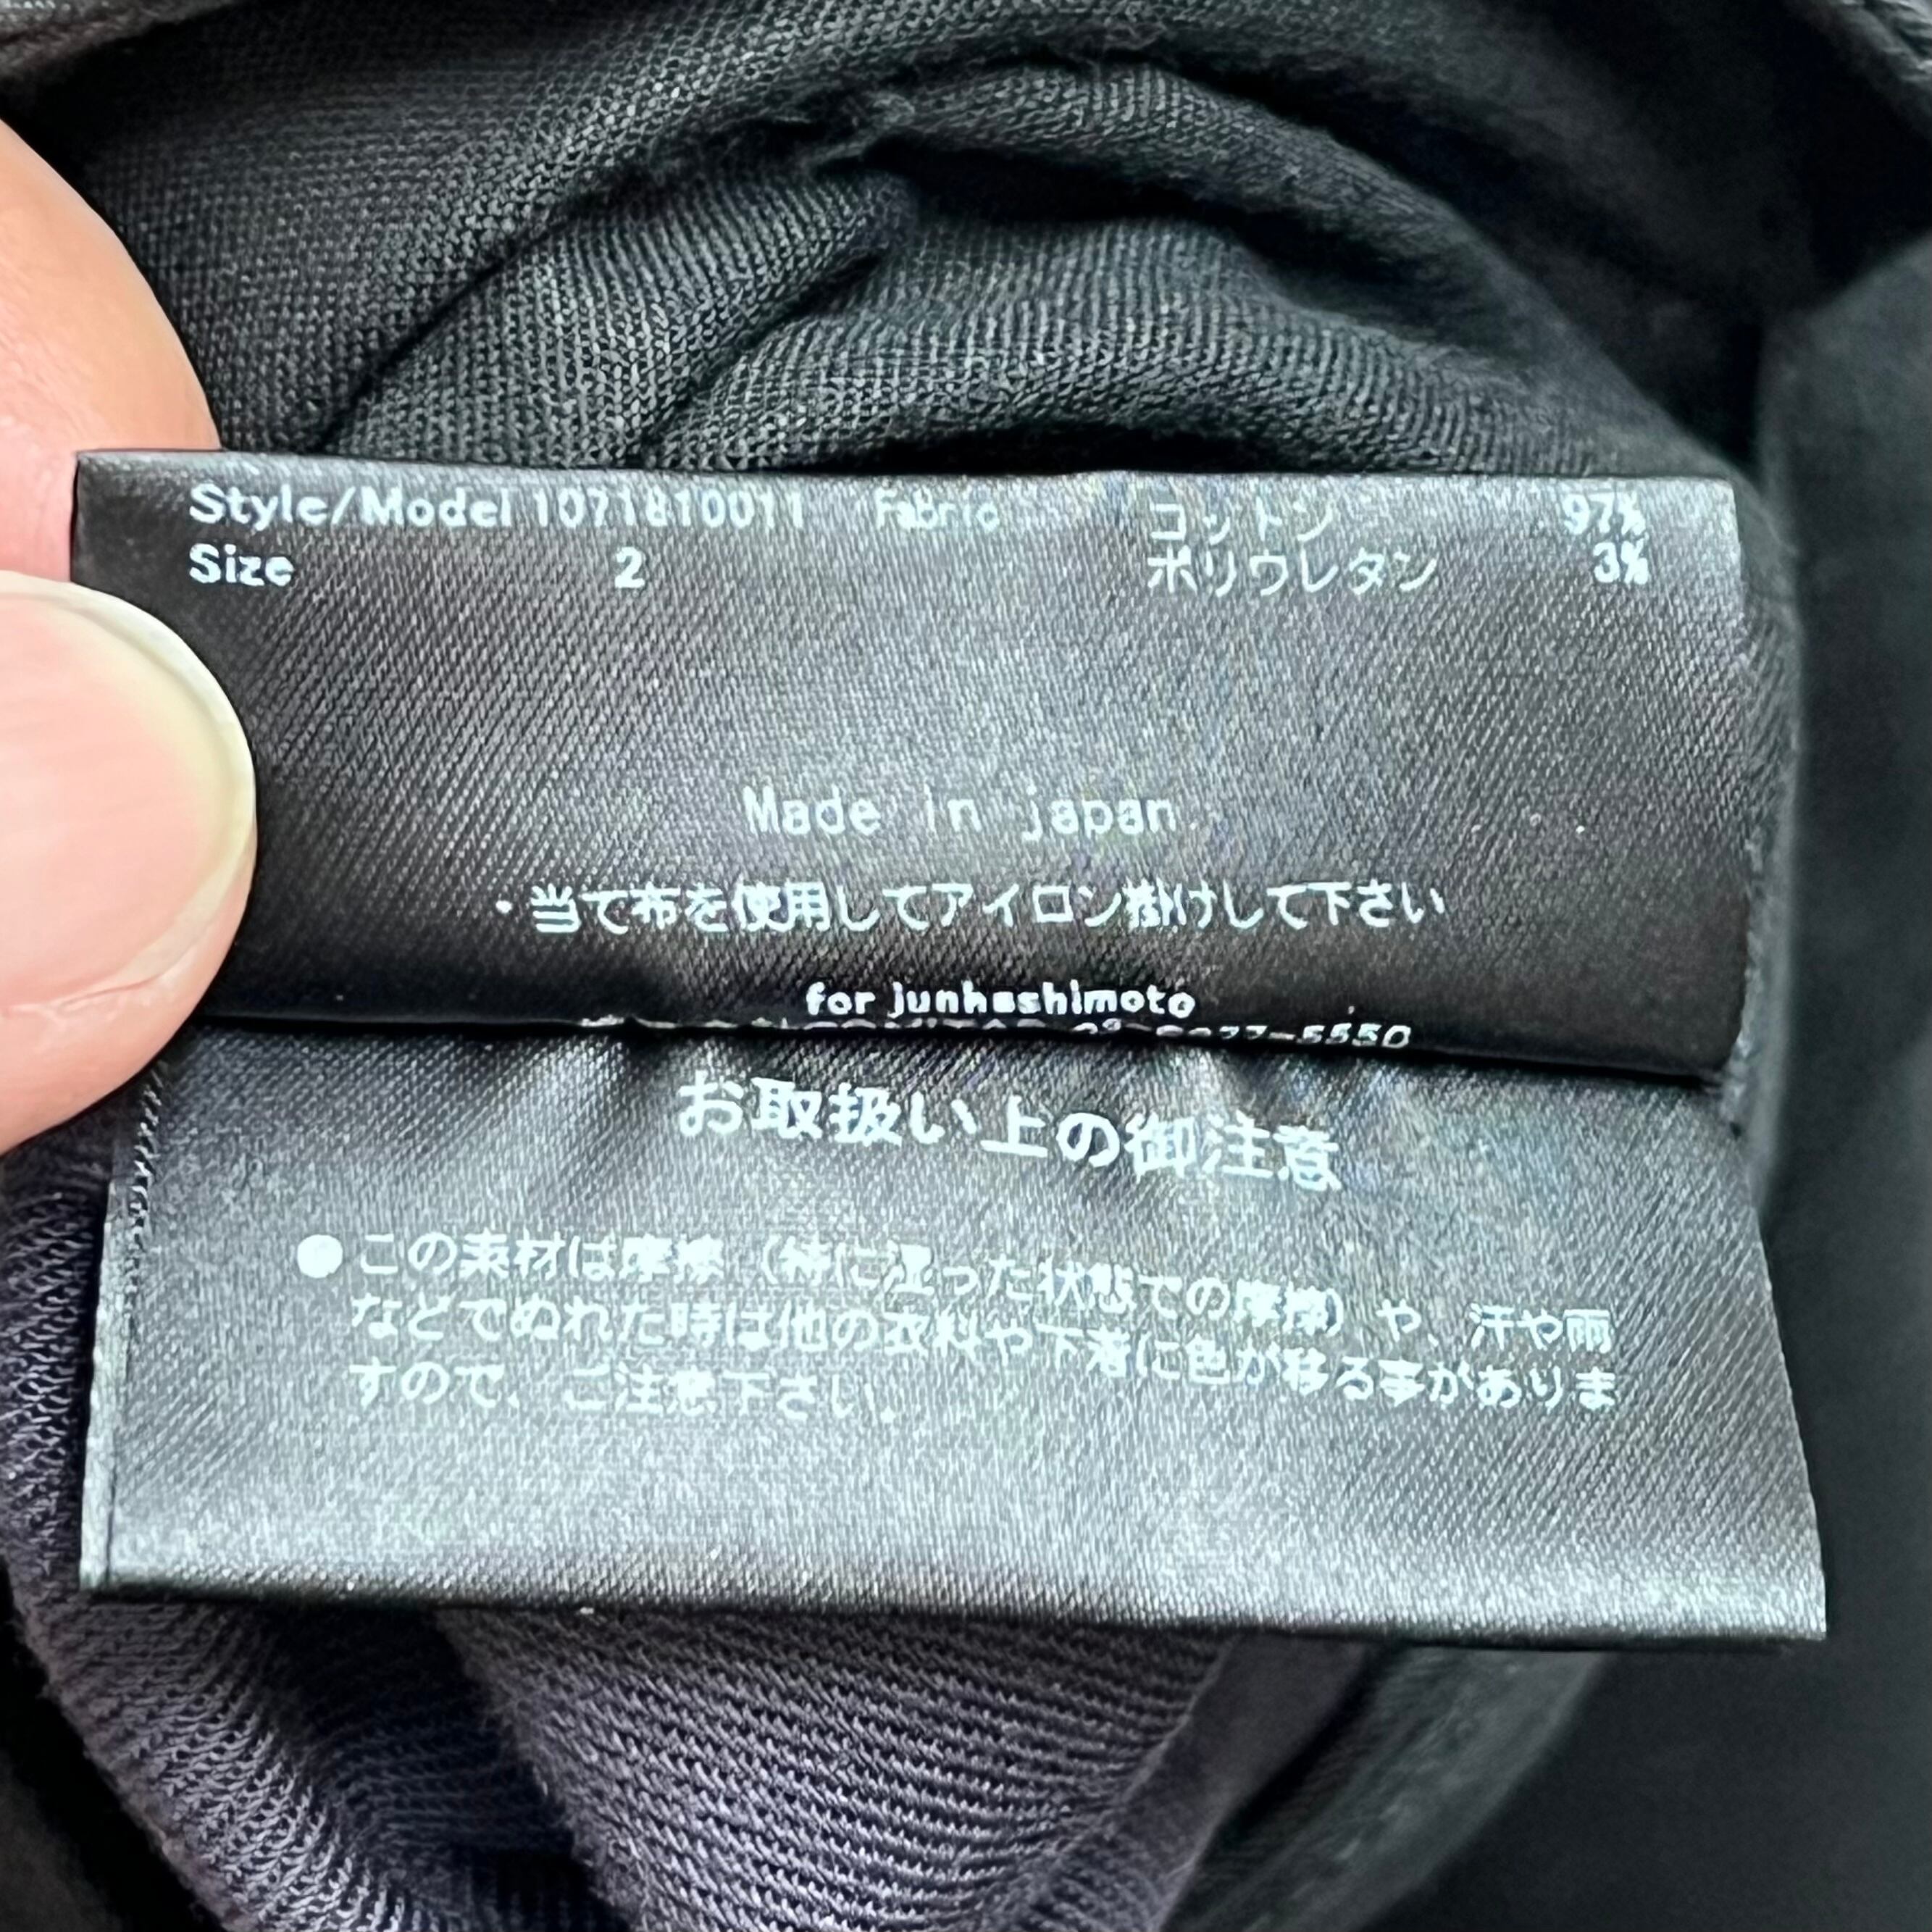 Style/Model 1071810011 Fabric コットン 97%
Size 2 ポリウレタン 3%
Made in japan
・当て布を使用してアイロン掛けして下さい
for junhashimoto
77-5550
お取扱い上の御注意
●この素材は摩擦（特に湿った状態での摩擦）や、汗や雨
などでぬれた時は他の衣料や下着に色が移る事がありま
すので、ご注意下さい。